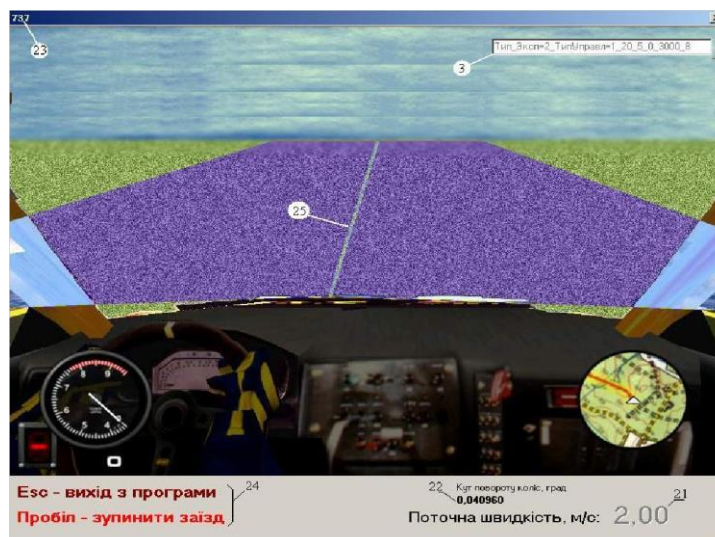 737
23
Тип_Эксп=2_ТипУправл=1_20_5_0_3000_8
3
25
Esc - вихід з програми
Пробіл - зупинити заїзд
24
22
Кут повороту коліс, град
0,040960
Поточна швидкість, м/с: 2,00
21